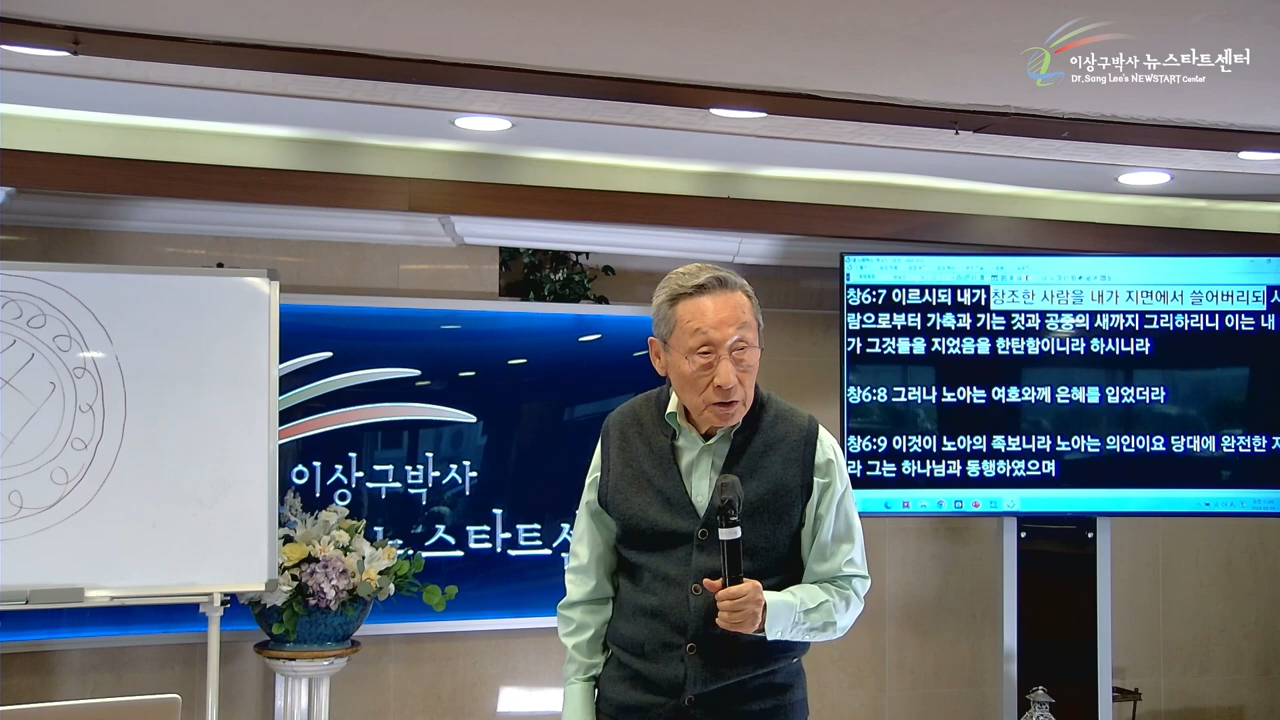 이상구박사 뉴스타트센터
Dr. Sang Lee's NEWSTART Center
창6:7 이르시되 내가 창조한 사람을 내가 지면에서 쓸어버리되 사
람으로부터 가축과 기는 것과 공중의 새까지 그리하리니 이는 내
가 그것들을 지었음을 한탄함이니라 하시니라
창6:8 그러나 노아는 여호와께 은혜를 입었더라
창6:9 이것이 노아의 족보니라 노아는 의인이요 당대에 완전한 자
라 그는 하나님과 동행하였으며
이상구박사
뉴스타트센